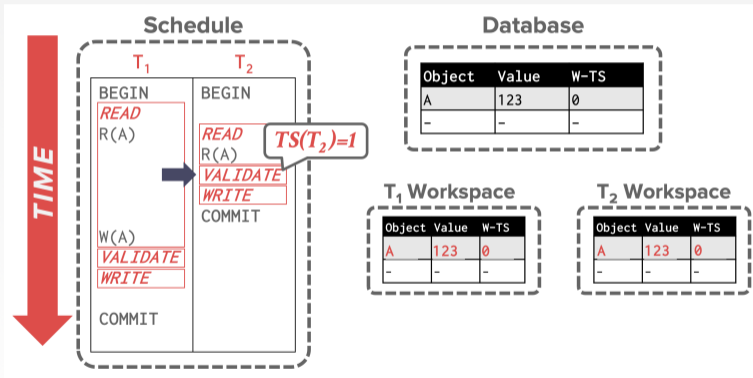 Schedule
Database
TIME
T1
T2
BEGIN
READ
R(A)
W(A)
VALIDATE
WRITE
COMMIT
BEGIN
READ
R(A)
VALIDATE
WRITE
COMMIT
TS(T2)=1
Object Value W-TS
A 123 0
- - -
T1 Workspace
Object Value W-TS
A 123 0
- - -
T2 Workspace
Object Value W-TS
A 123 0
- - -